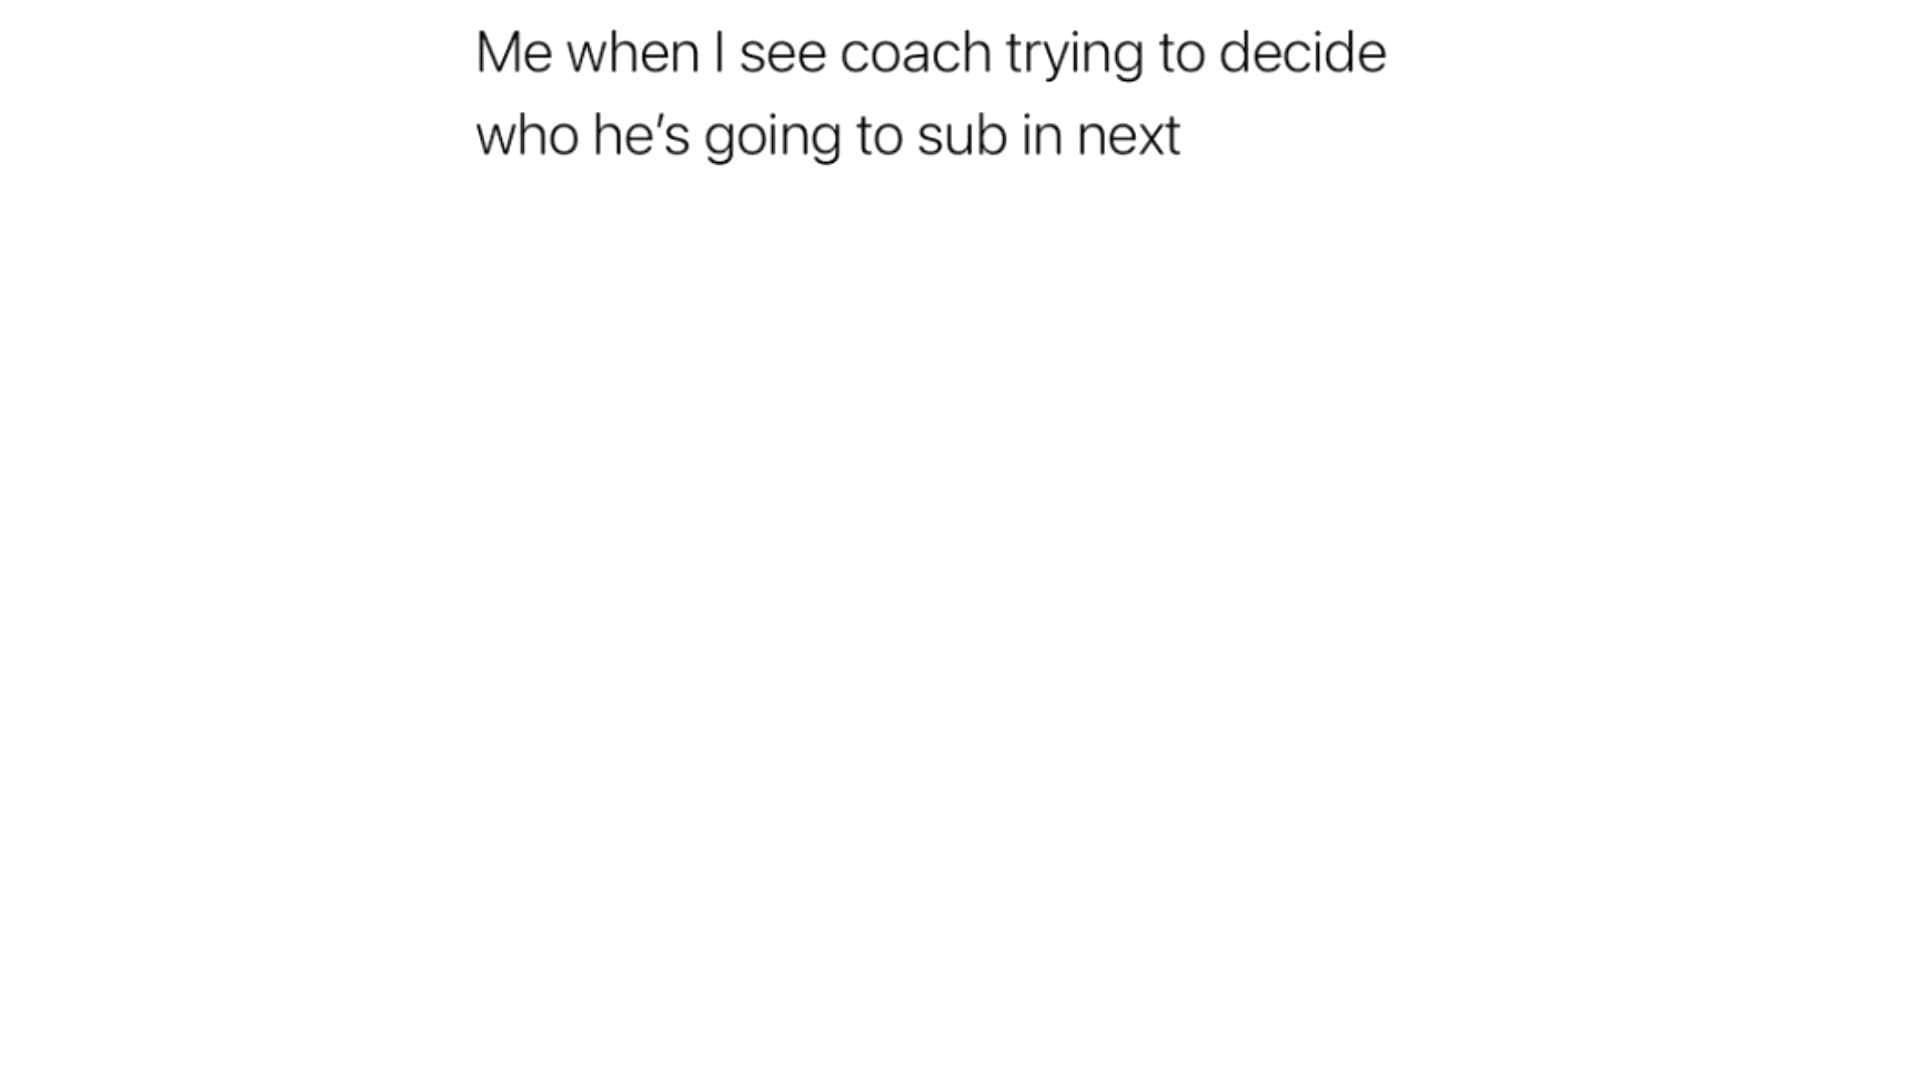 Me when I see coach trying to decide
who he’s going to sub in next